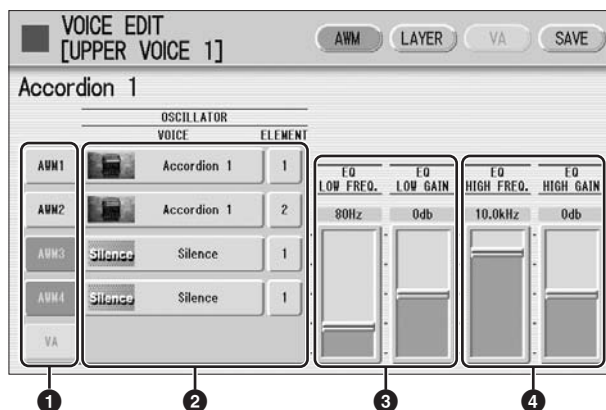 VOICE EDIT
[UPPER VOICE 1]
AWM LAYER VA SAVE
Accordion 1
OSCILLATOR
VOICE ELEMENT
AWM1 Accordion 1 1
AWM2 Accordion 1 2
AWM3 Silence Silence 1
AWM4 Silence Silence 1
VA
EQ LOW FREQ. EQ LOW GAIN EQ HIGH FREQ. EQ HIGH GAIN
80Hz 0db 10.0kHz 0db
1 2 3 4